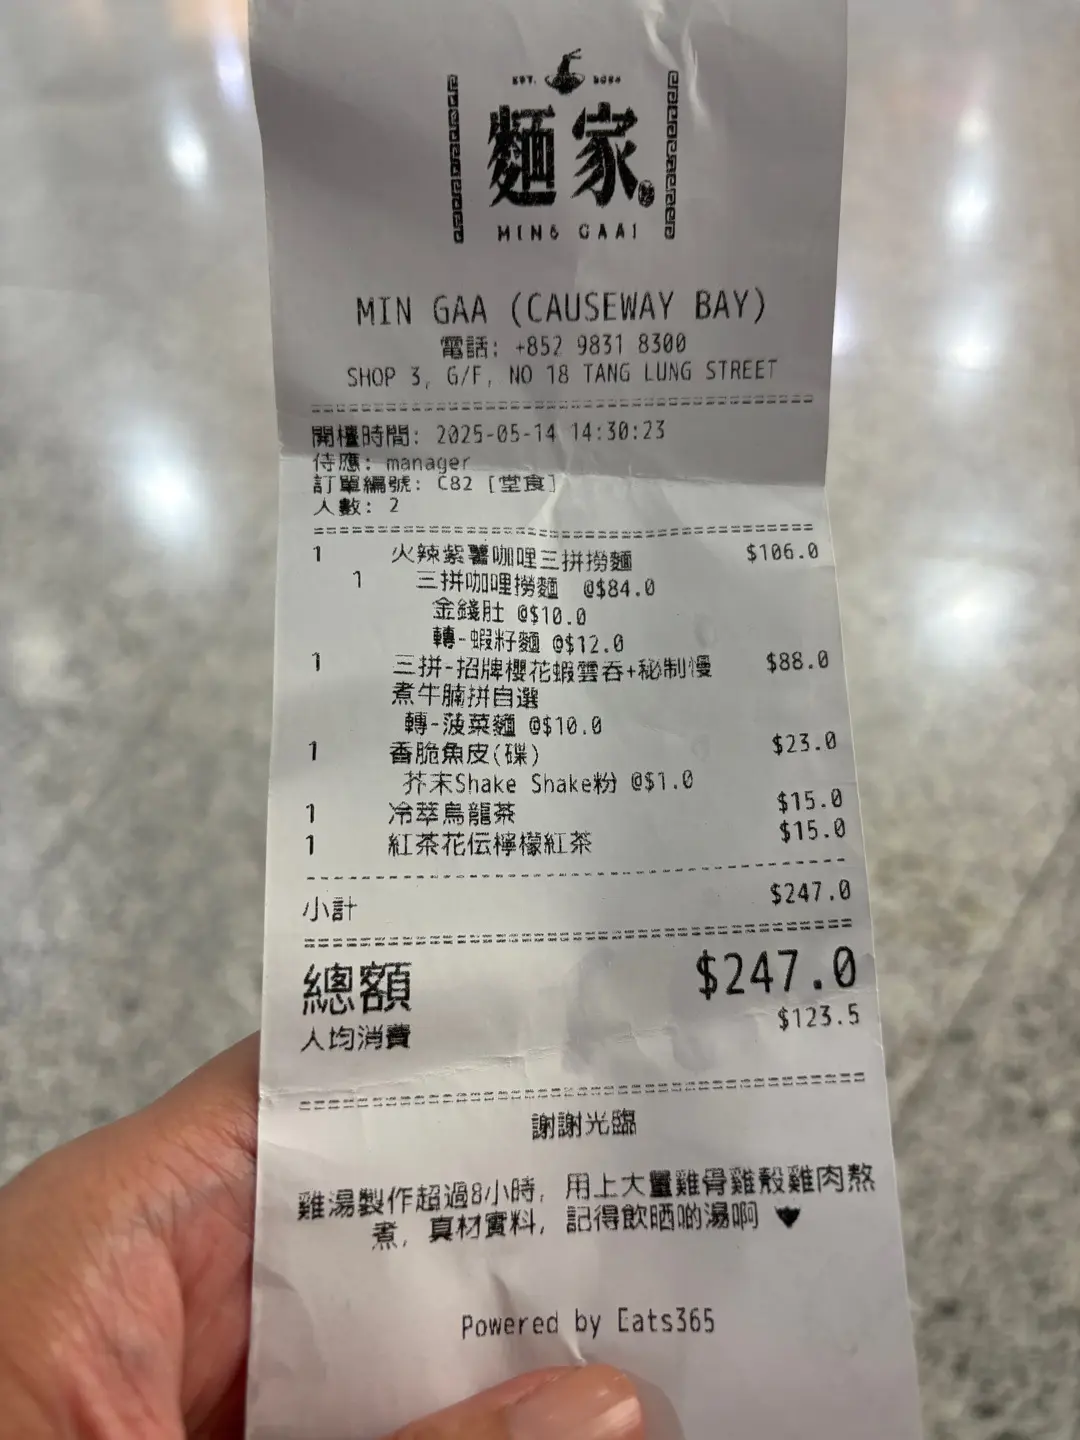 EST. 2024
麵家
MING GAAI
MIN GAA (CAUSEWAY BAY)
電話: +852 9831 8300
SHOP 3, G/F, NO 18 TANG LUNG STREET
開檯時間: 2025-05-14 14:30:23
侍應: manager
訂單編號: C82 [堂食]
人數: 2
1 火辣紫薯咖哩三拼撈麵 $106.0
1 三拼咖哩撈麵 @$84.0
金錢肚 @$10.0
轉-蝦籽麵 @$12.0
1 三拼-招牌櫻花蝦雲吞+秘制慢 $88.0
煮牛腩拼自選
轉-菠菜麵 @$10.0
1 香脆魚皮(碟) $23.0
芥末Shake Shake粉 @$1.0
1 冷萃烏龍茶 $15.0
1 紅茶花伝檸檬紅茶 $15.0
小計 $247.0
總額 $247.0
人均消費 $123.5
謝謝光臨
雞湯製作超過8小時, 用上大量雞骨雞殼雞肉熬
煮, 真材實料, 記得飲晒啲湯啊
Powered by Eats365